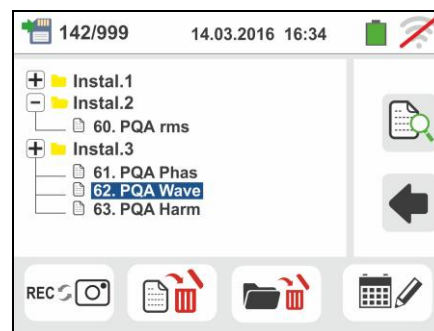 142/999 14.03.2016 16:34
Instal.1
Instal.2
60. PQA rms
Instal.3
61. PQA Phas
62. PQA Wave
63. PQA Harm
REC